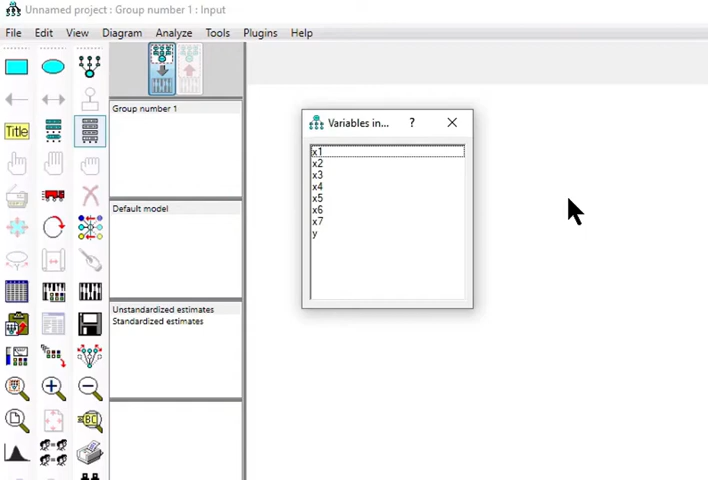 Unnamed project : Group number 1 : Input
File Edit View Diagram Analyze Tools Plugins Help
Title
Group number 1
Default model
Unstandardized estimates
Standardized estimates
Variables in...
?
x1
x2
x3
x4
x5
x6
x7
y
BC